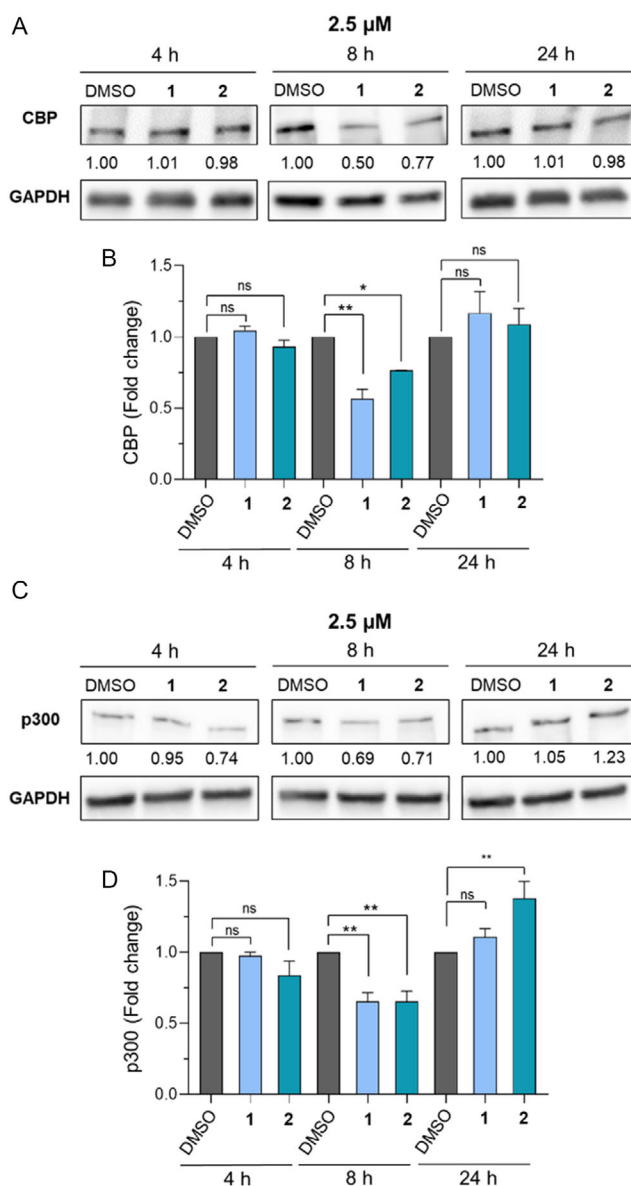 A
2.5 µM
4 h 8 h 24 h
DMSO 1 2 DMSO 1 2 DMSO 1 2
CBP
1.00 1.01 0.98 1.00 0.50 0.77 1.00 1.01 0.98
GAPDH
B
CBP (Fold change)
1.5
1.0
0.5
0.0
ns
ns
*
**
ns
ns
DMSO 1 2 DMSO 1 2 DMSO 1 2
4 h 8 h 24 h
C
2.5 µM
4 h 8 h 24 h
DMSO 1 2 DMSO 1 2 DMSO 1 2
p300
1.00 0.95 0.74 1.00 0.69 0.71 1.00 1.05 1.23
GAPDH
D
p300 (Fold change)
1.5
1.0
0.5
0.0
ns
ns
**
**
**
ns
DMSO 1 2 DMSO 1 2 DMSO 1 2
4 h 8 h 24 h